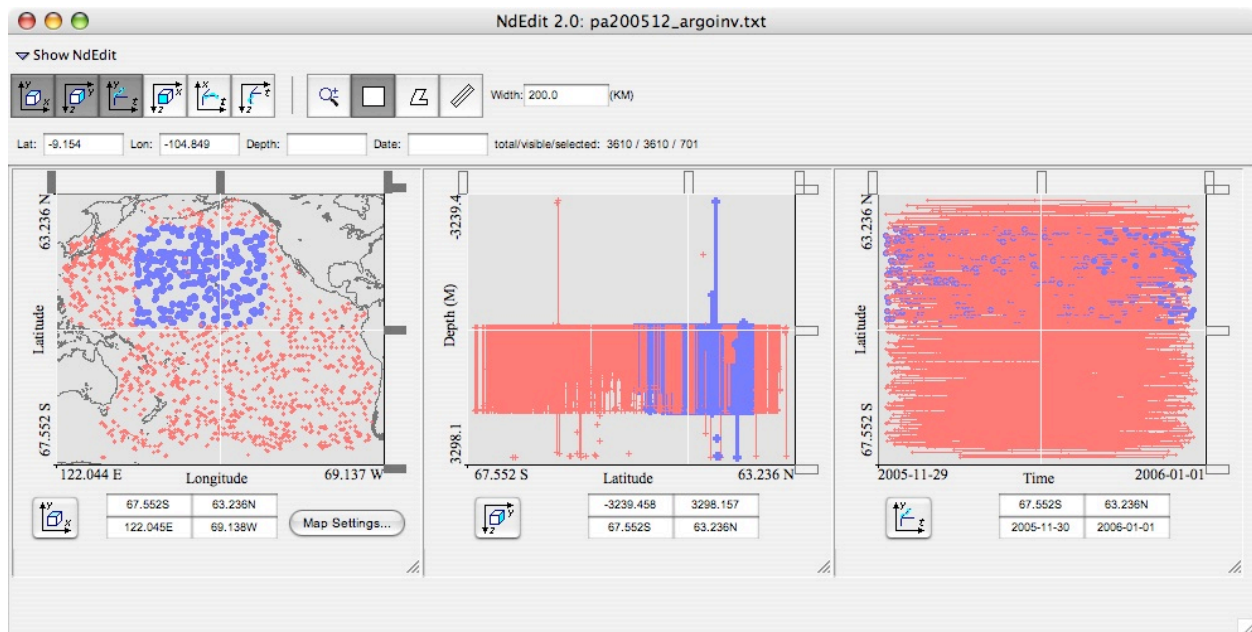 NdEdit 2.0: pa200512_argoinv.txt
Show NdEdit
y x z y y t z x x t z t Width: 200.0 (KM)
Lat: -9.154 Lon: -104.849 Depth: Date: total/visible/selected: 3610 / 3610 / 701
63.236 N
Latitude
67.552 S
122.044 E Longitude 69.137 W
67.552S 63.236N
122.045E 69.138W
Map Settings...
y x
-3239.4
Depth (M)
3298.1
67.552 S Latitude 63.236 N
-3239.458 3298.157
67.552S 63.236N
z y
63.236 N
Latitude
67.552 S
2005-11-29 Time 2006-01-01
67.552S 63.236N
2005-11-30 2006-01-01
y t